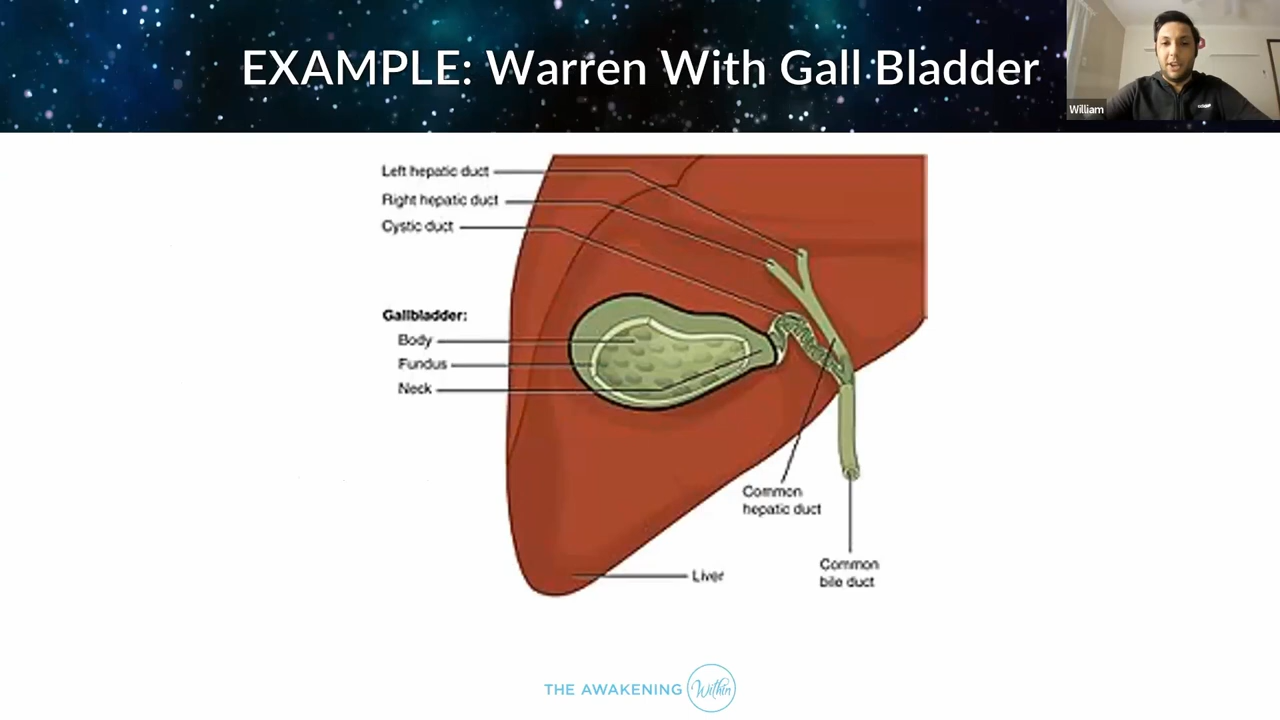 EXAMPLE: Warren With Gall Bladder
William
Left hepatic duct
Right hepatic duct
Cystic duct
Gallbladder:
Body
Fundus
Neck
Common
hepatic duct
Common
bile duct
Liver
THE AWAKENING Within